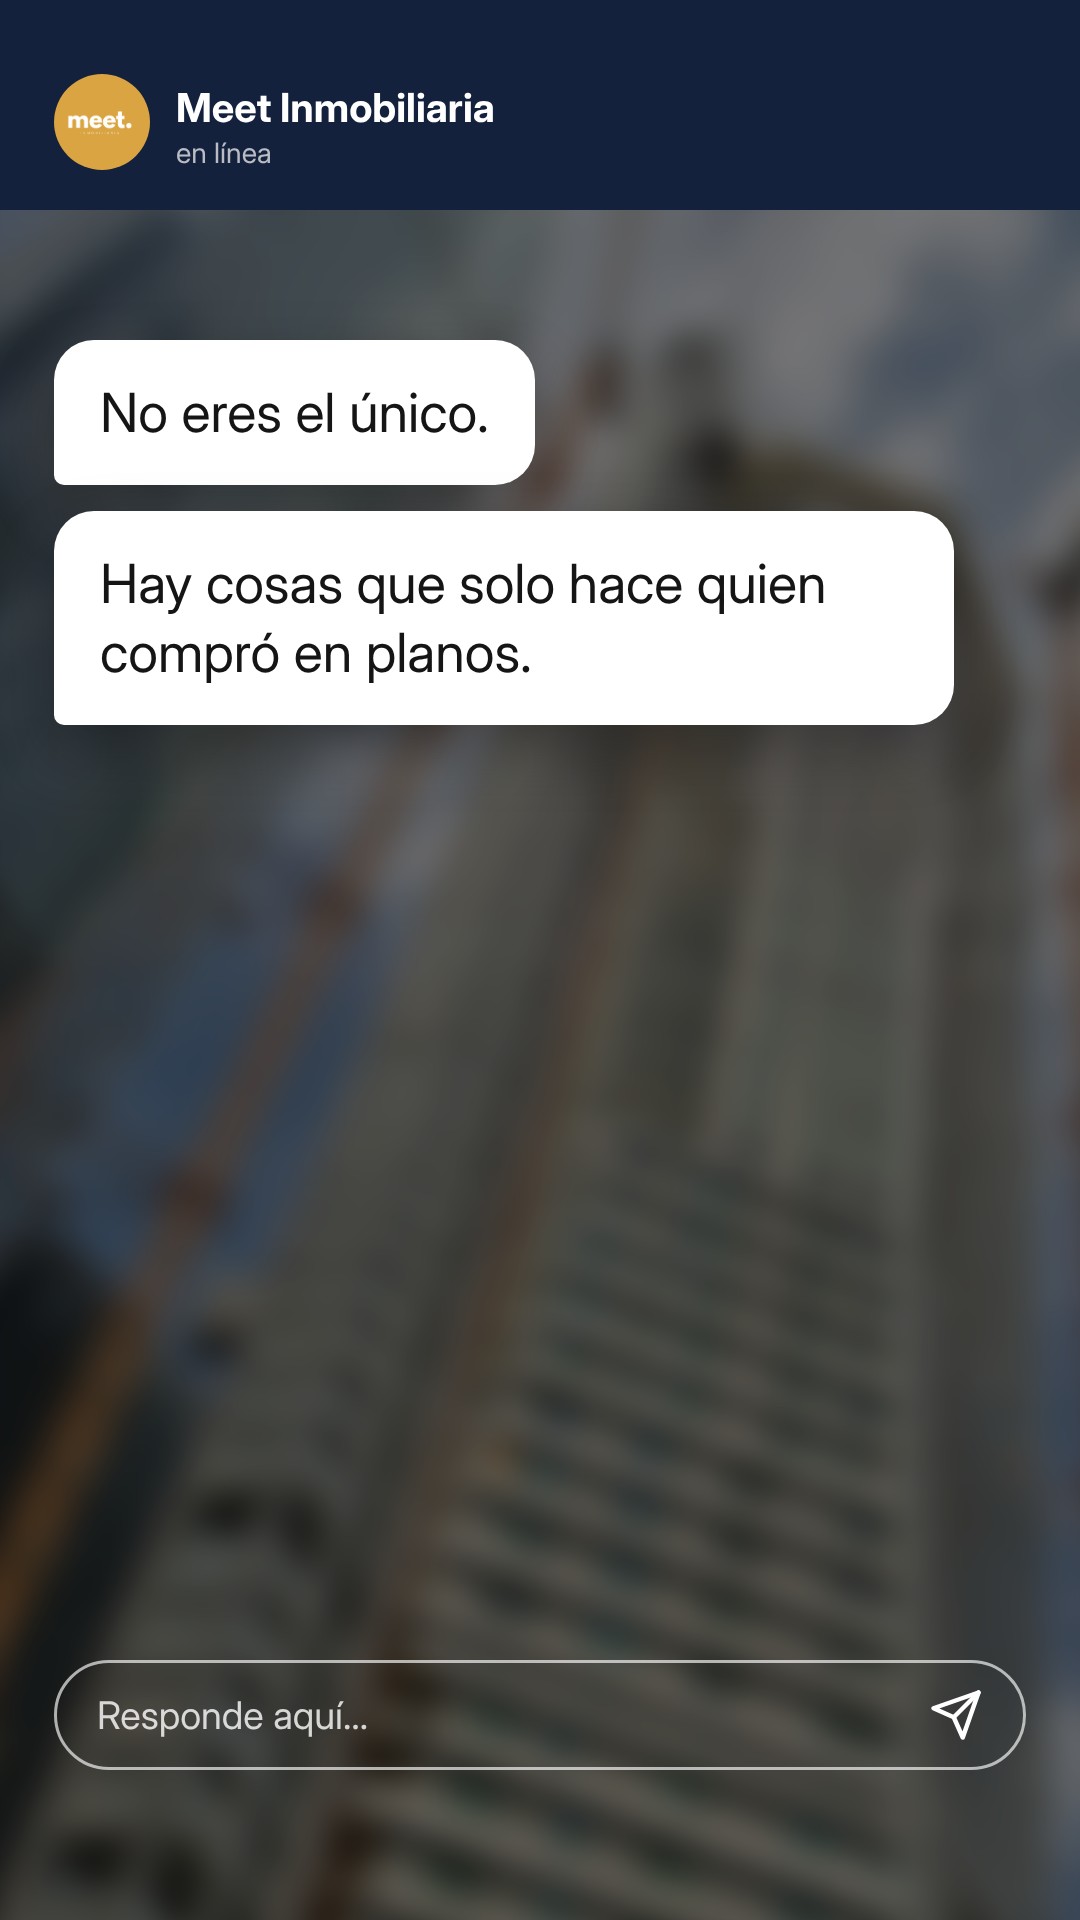 meet.
Meet Inmobiliaria
en línea
No eres el único.
Hay cosas que solo hace quien
compró en planos.
Responde aquí...